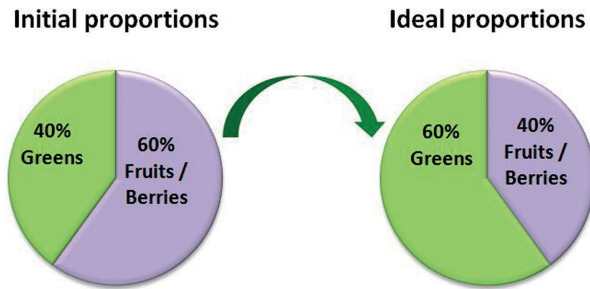 Initial proportions
Ideal proportions
40%
Greens
60%
Fruits /
Berries
60%
Greens
40%
Fruits /
Berries